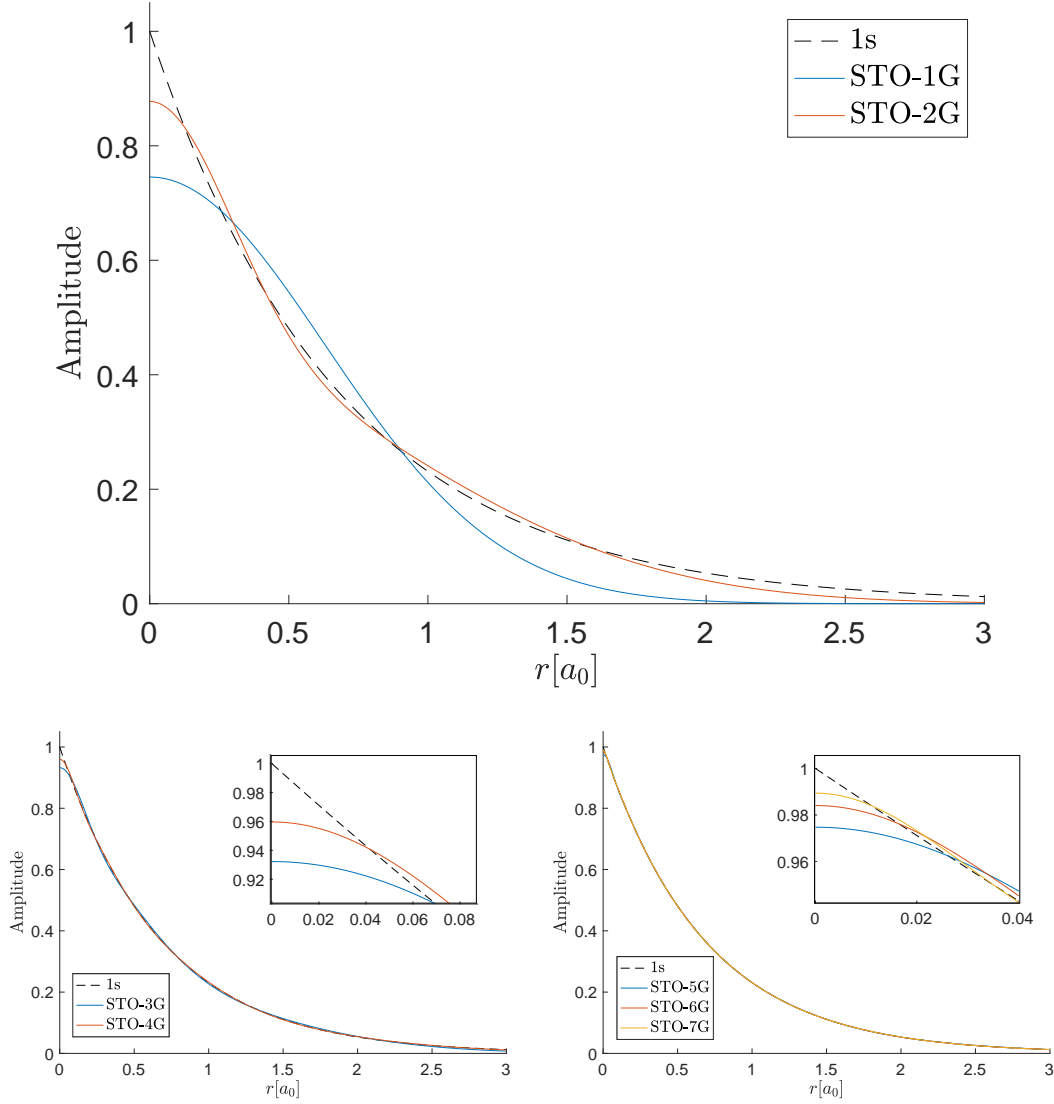 1
0.8
0.6
0.4
0.2
0
Amplitude
1s
STO-1G
STO-2G
0 0.5 1 1.5 2 2.5 3
r[a₀]
1
0.8
0.6
0.4
0.2
0
Amplitude
1
0.98
0.96
0.94
0.92
0 0.02 0.04 0.06 0.08
1s
STO-3G
STO-4G
0 0.5 1 1.5 2 2.5 3
r[a₀]
1
0.8
0.6
0.4
0.2
0
Amplitude
1
0.98
0.96
0 0.02 0.04
1s
STO-5G
STO-6G
STO-7G
0 0.5 1 1.5 2 2.5 3
r[a₀]